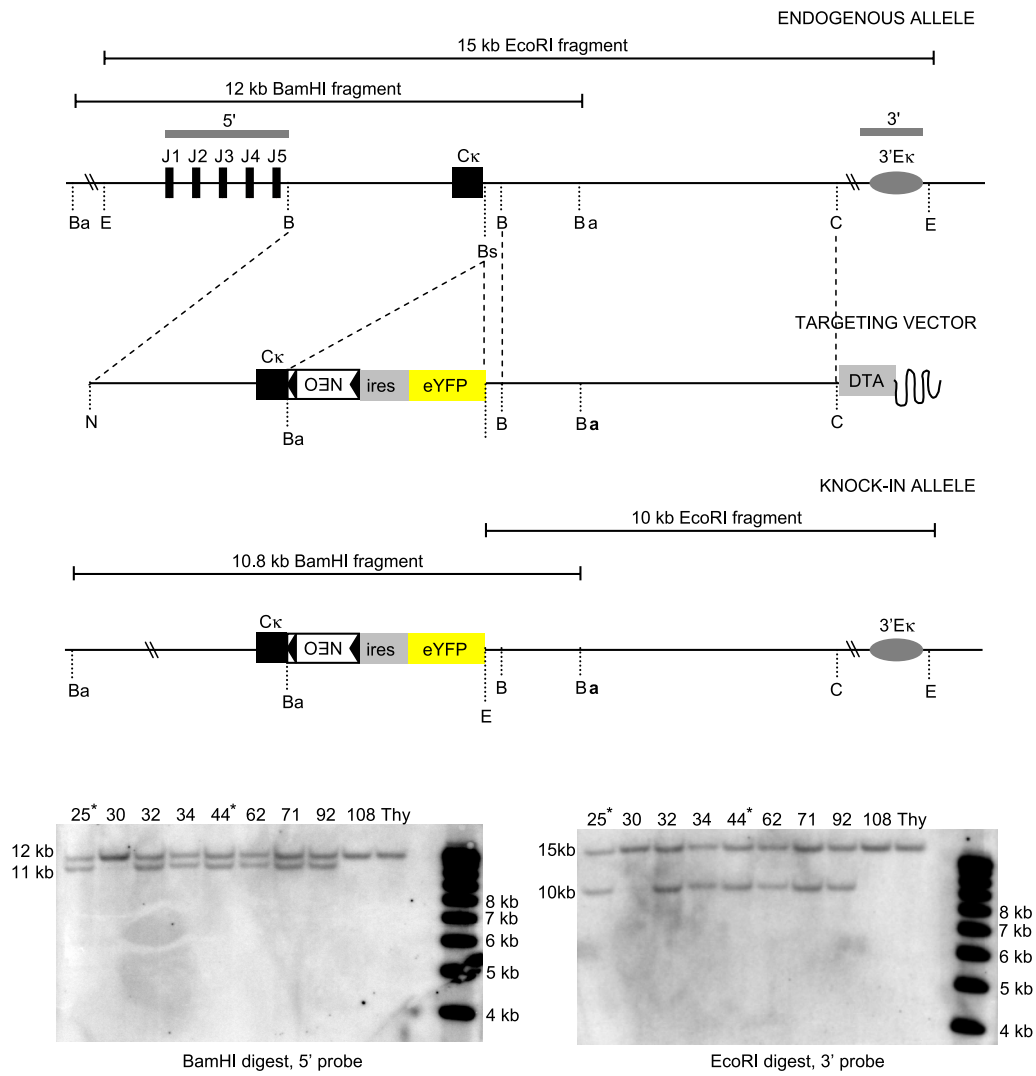 ENDOGENOUS ALLELE
15 kb EcoRI fragment
12 kb BamHI fragment
5'
3'
J1 J2 J3 J4 J5
Cκ
3'Eκ
Ba E B B Ba C E
Bs
TARGETING VECTOR
Cκ
NEO ires eYFP
DTA
N Ba B Ba C
KNOCK-IN ALLELE
10 kb EcoRI fragment
10.8 kb BamHI fragment
Cκ
3'Eκ
NEO ires eYFP
Ba Ba B Ba C E
E
25* 30 32 34 44* 62 71 92 108 Thy
12 kb
11 kb
8 kb
7 kb
6 kb
5 kb
4 kb
BamHI digest, 5' probe
25* 30 32 34 44* 62 71 92 108 Thy
15kb
10kb
8 kb
7 kb
6 kb
5 kb
4 kb
EcoRI digest, 3' probe